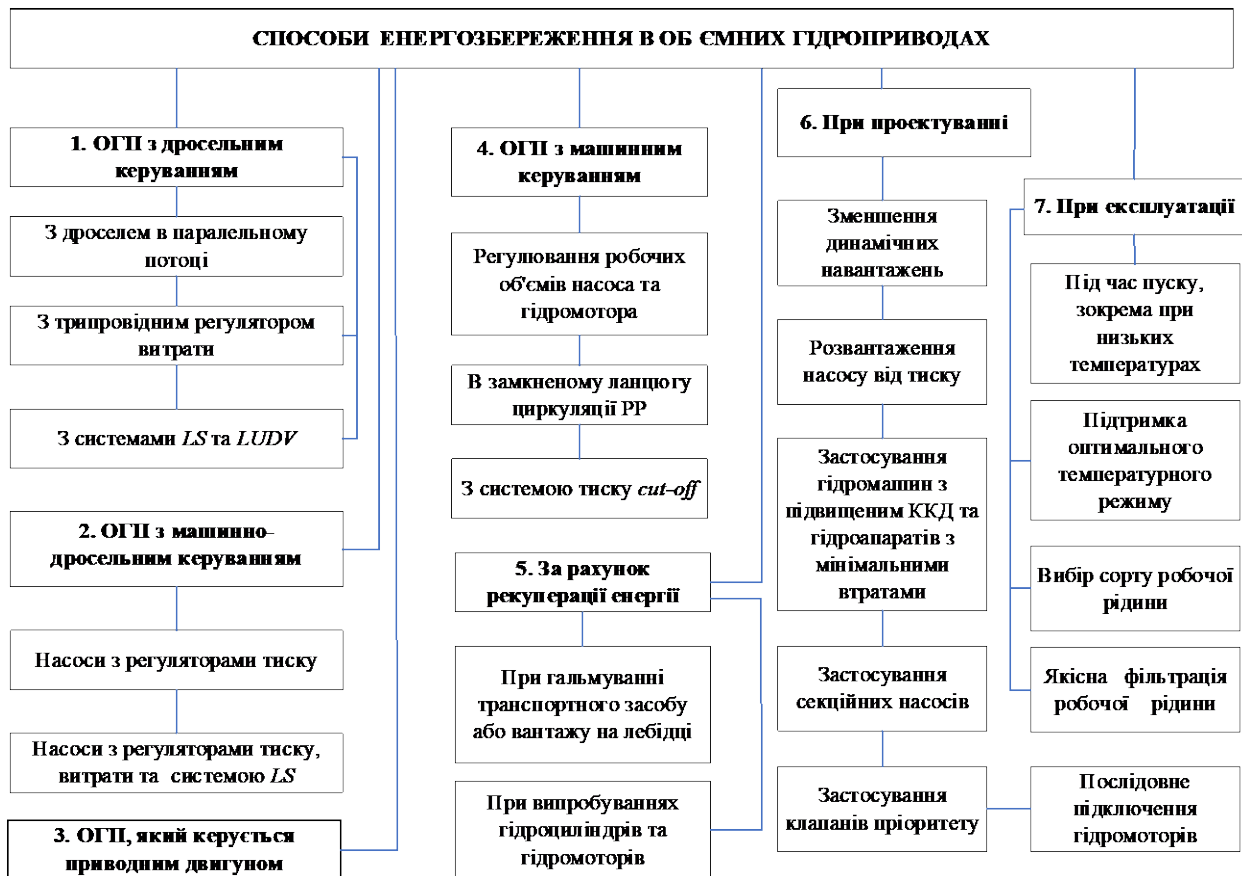 СПОСОБИ ЕНЕРГОЗБЕРЕЖЕННЯ В ОБ ЄМНИХ ГІДРОПРИВОДАХ
1. ОГП з дросельним
керуванням
З дроселем в паралельному
потоці
З трипровідним регулятором
витрати
З системами LS та LUDV
2. ОГП з машинно–
дросельним керуванням
Насоси з регуляторами тиску
Насоси з регуляторами тиску,
витрати та системою LS
3. ОГП, який керується
приводним двигуном
4. ОГП з машинним
керуванням
Регулювання робочих
об'ємів насоса та
гідромотора
В замкненому ланцюгу
циркуляції РР
З системою тиску cut–off
5. За рахунок
рекуперації енергії
При гальмуванні
транспортного засобу
або вантажу на лебідці
При випробуваннях
гідроциліндрів та
гідромоторів
6. При проектуванні
Зменшення
динамічних
навантажень
Розвантаження
насосу від тиску
Застосування
гідромашин з
підвищеним ККД та
гідроапаратів з
мінімальними
втратами
Застосування
секційних насосів
Застосування
клапанів пріоритету
7. При експлуатації
Під час пуску,
зокрема при
низьких
температурах
Підтримка
оптимального
температурного
режиму
Вибір сорту робочої
рідини
Якісна фільтрація
робочої рідини
Послідовне
підключення
гідромоторів